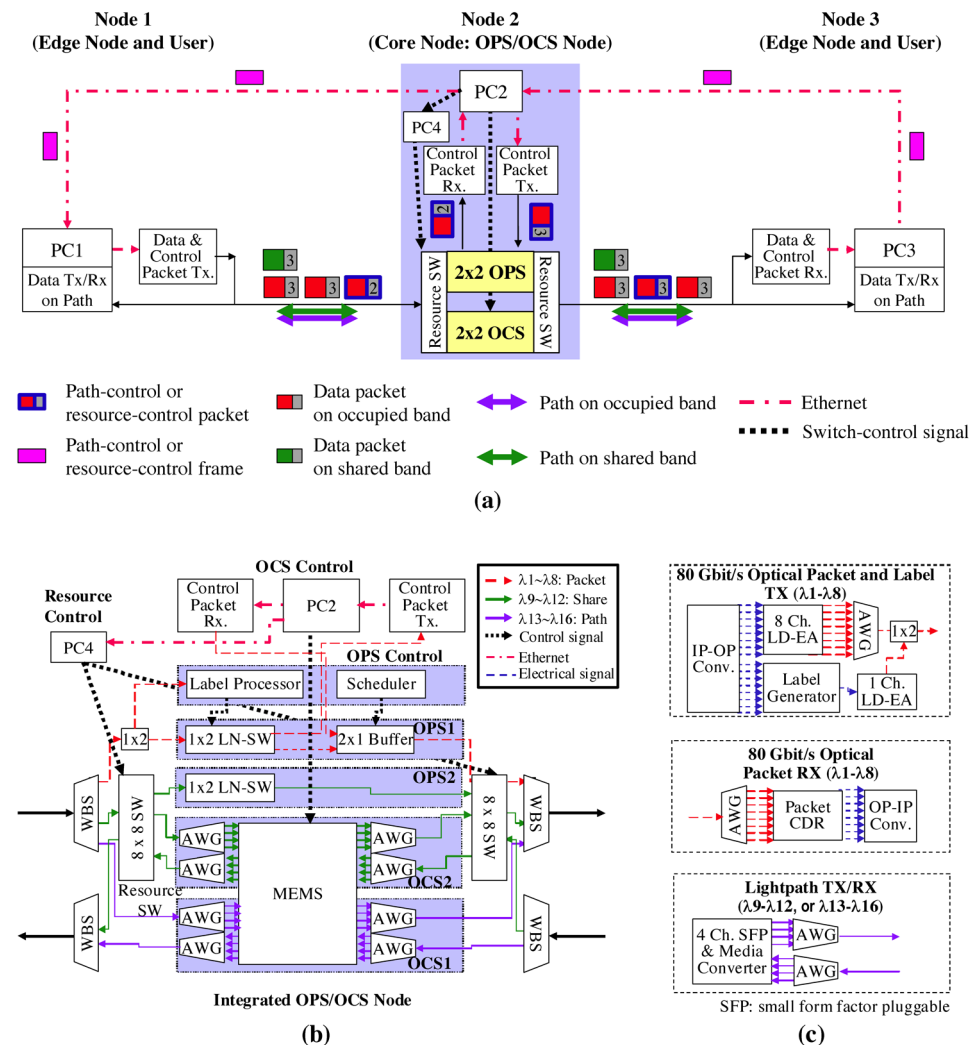 Node 1
(Edge Node and User)
Node 2
(Core Node: OPS/OCS Node)
Node 3
(Edge Node and User)
PC2
PC4
Control
Packet
Rx.
Control
Packet
Tx.
2
3
PC1
Data Tx/Rx
on Path
Data &
Control
Packet Tx.
3
3
3
2
Resource SW
2x2 OPS
2x2 OCS
Resource SW
3
3
3
3
Data &
Control
Packet Rx.
PC3
Data Tx/Rx
on Path
Path-control or
resource-control packet
Data packet
on occupied band
Path on occupied band
Ethernet
Switch-control signal
Path-control or
resource-control frame
Data packet
on shared band
Path on shared band
(a)
OCS Control
Resource
Control
Control
Packet
Rx.
PC2
Control
Packet
Tx.
PC4
OPS Control
Label Processor
Scheduler
λ1~λ8: Packet
λ9~λ12: Share
λ13~λ16: Path
Control signal
Ethernet
Electrical signal
1x2
1x2 LN-SW
2x1 Buffer
OPS1
OPS2
1x2 LN-SW
WBS
8 x 8 SW
8 x 8 SW
WBS
AWG
AWG
AWG
AWG
OCS2
MEMS
Resource
SW
WBS
AWG
AWG
AWG
AWG
OCS1
WBS
Integrated OPS/OCS Node
(b)
80 Gbit/s Optical Packet and Label
TX (λ1-λ8)
IP-OP
Conv.
8 Ch.
LD-EA
AWG
1x2
Label
Generator
1 Ch.
LD-EA
80 Gbit/s Optical
Packet RX (λ1-λ8)
AWG
Packet
CDR
OP-IP
Conv.
Lightpath TX/RX
(λ9-λ12, or λ13-λ16)
4 Ch. SFP
& Media
Converter
AWG
AWG
SFP: small form factor pluggable
(c)